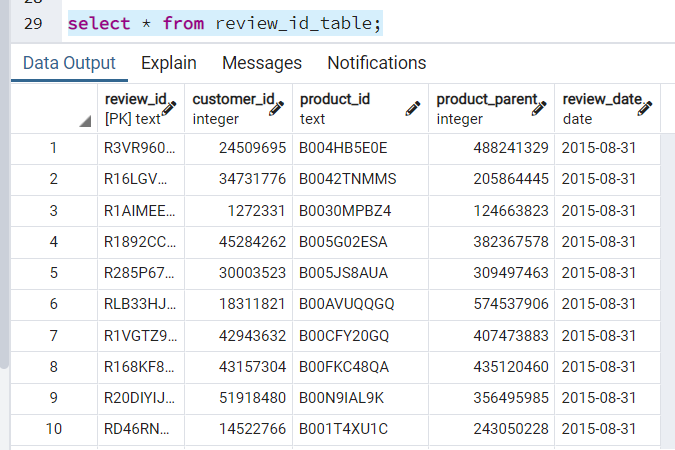 29 select * from review_id_table;
Data Output Explain Messages Notifications
review_id customer_id product_id product_parent review_date
[PK] text integer text integer date
1 R3VR960... 24509695 B004HB5E0E 488241329 2015-08-31
2 R16LGV... 34731776 B0042TNMMS 205864445 2015-08-31
3 R1AIMEE... 1272331 B0030MPBZ4 124663823 2015-08-31
4 R1892CC... 45284262 B005G02ESA 382367578 2015-08-31
5 R285P67... 30003523 B005JS8AUA 309497463 2015-08-31
6 RLB33HJ... 18311821 B00AVUQQGQ 574537906 2015-08-31
7 R1VGTZ9... 42943632 B00CFY20GQ 407473883 2015-08-31
8 R168KF8... 43157304 B00FKC48QA 435120460 2015-08-31
9 R20DIYIJ... 51918480 B00N9IAL9K 356495985 2015-08-31
10 RD46RN... 14522766 B001T4XU1C 243050228 2015-08-31